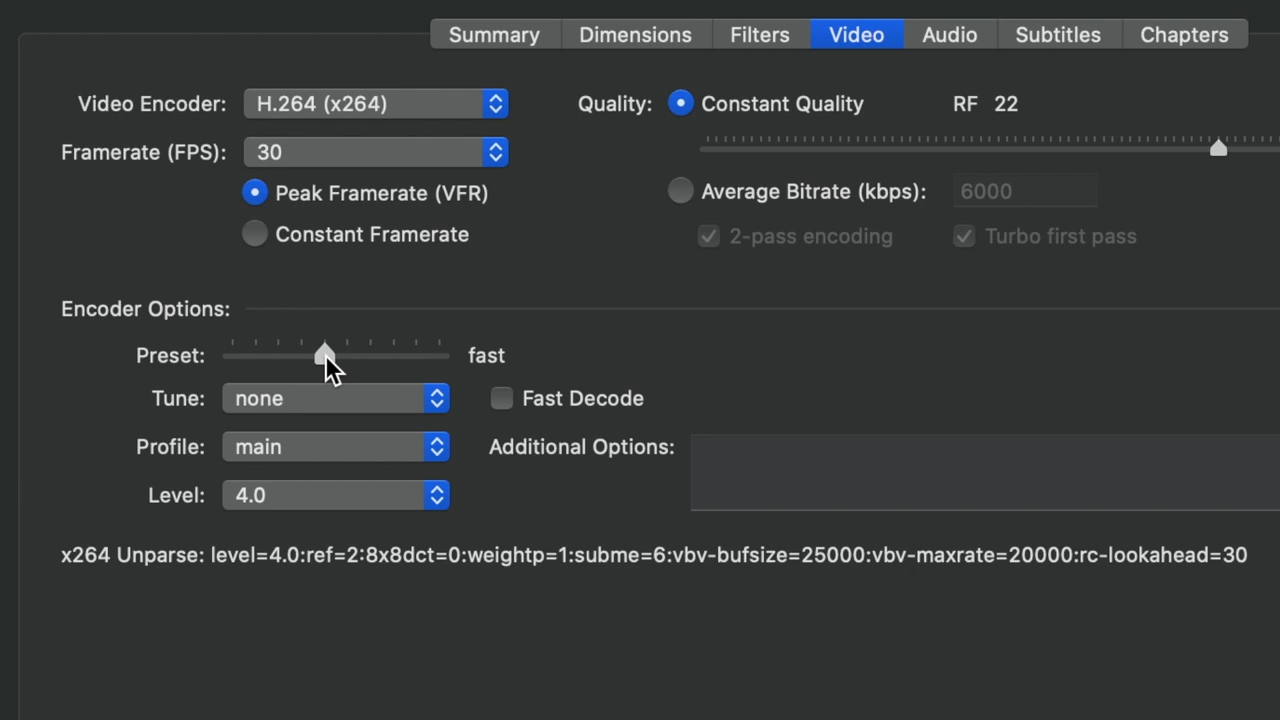 Summary Dimensions Filters Video Audio Subtitles Chapters
Video Encoder: H.264 (x264) Quality: Constant Quality RF 22
Framerate (FPS): 30
Peak Framerate (VFR) Average Bitrate (kbps): 6000
Constant Framerate 2-pass encoding Turbo first pass
Encoder Options:
Preset: fast
Tune: none Fast Decode
Profile: main Additional Options:
Level: 4.0
x264 Unparse: level=4.0:ref=2:8x8dct=0:weightp=1:subme=6:vbv-bufsize=25000:vbv-maxrate=20000:rc-lookahead=30